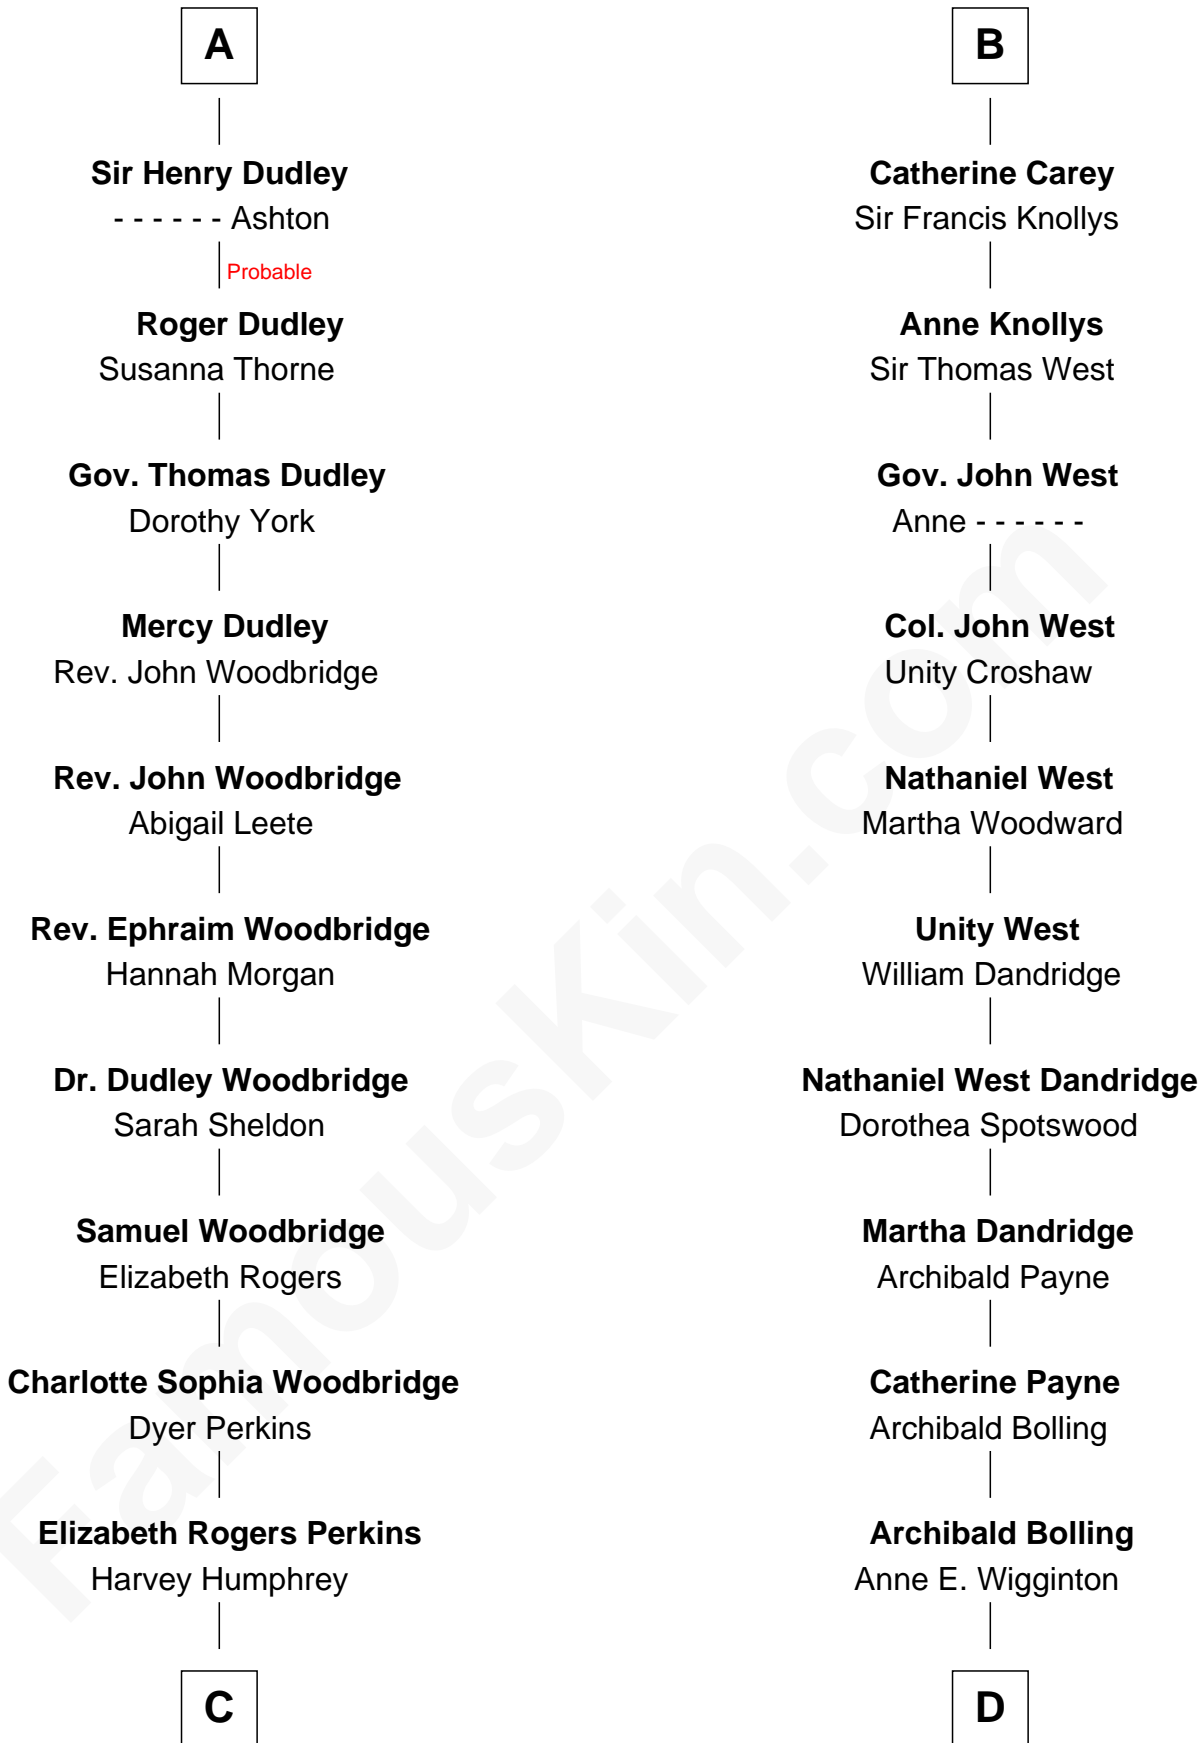 A
Sir Henry Dudley
- - - - - - Ashton
Probable
Roger Dudley
Susanna Thorne
Gov. Thomas Dudley
Dorothy York
Mercy Dudley
Rev. John Woodbridge
Rev. John Woodbridge
Abigail Leete
Rev. Ephraim Woodbridge
Hannah Morgan
Dr. Dudley Woodbridge
Sarah Sheldon
Samuel Woodbridge
Elizabeth Rogers
Charlotte Sophia Woodbridge
Dyer Perkins
Elizabeth Rogers Perkins
Harvey Humphrey
C
B
Catherine Carey
Sir Francis Knollys
Anne Knollys
Sir Thomas West
Gov. John West
Anne - - - - - -
Col. John West
Unity Croshaw
Nathaniel West
Martha Woodward
Unity West
William Dandridge
Nathaniel West Dandridge
Dorothea Spotswood
Martha Dandridge
Archibald Payne
Catherine Payne
Archibald Bolling
Archibald Bolling
Anne E. Wigginton
D
FamousKin.com